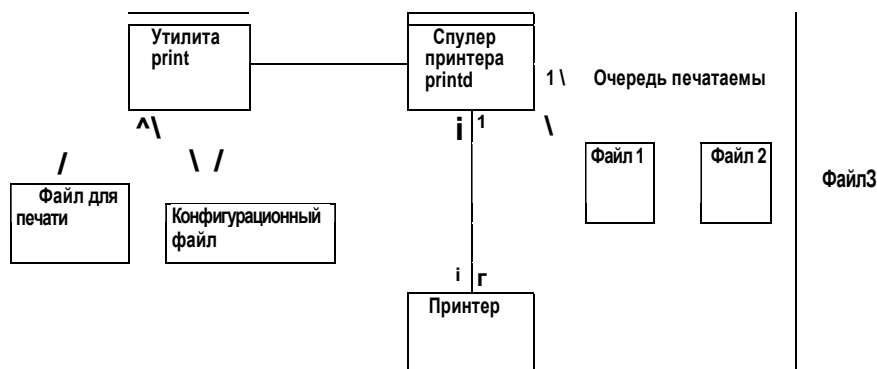 Утилита
print
Спулер
принтера
printd
1 \ Очередь печатаемы
^\
i 1
\
/
\ /
Файл для
печати
Конфигурационный
файл
Файл 1
Файл 2
Файл3
i г
Принтер